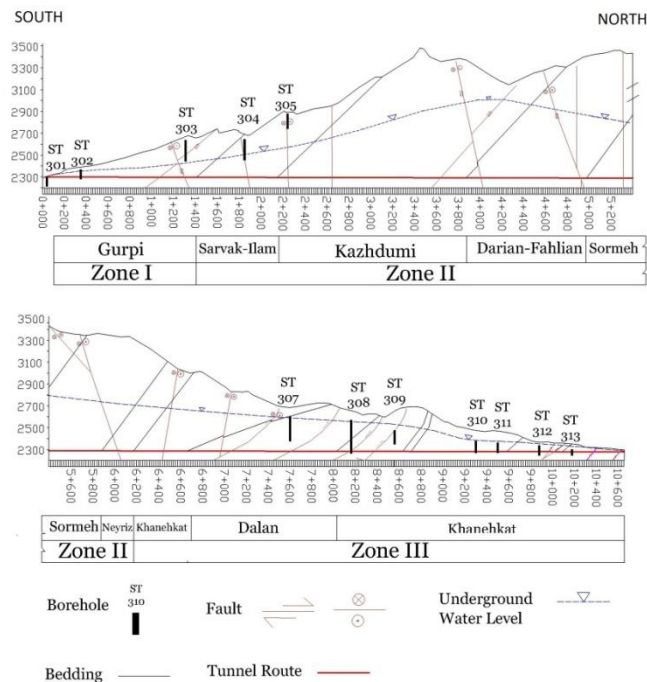 SOUTH NORTH
3500
3300
3100
2900
2700
2500
2300
ST 301
ST 302
ST 303
ST 304
ST 305
0+000 0+200 0+400 0+600 0+800 1+000 1+200 1+400 1+600 1+800 2+000 2+200 2+400 2+600 2+800 3+000 3+200 3+400 3+600 3+800 4+000 4+200 4+400 4+600 4+800 5+000 5+200
Gurpi Sarvak-Ilam Kazhdumi Darian-Fahlian Sormeh
Zone I Zone II
3500
3300
3100
2900
2700
2500
2300
ST 307
ST 308
ST 309
ST 310
ST 311
ST 312
ST 313
5+600 5+800 6+000 6+200 6+400 6+600 6+800 7+000 7+200 7+400 7+600 7+800 8+000 8+200 8+400 8+600 8+800 9+000 9+200 9+400 9+600 9+800 10+000 10+200 10+400 10+600
Sormeh Neyriz Khanehkat Dalan Khanehkat
Zone II Zone III
Borehole ST 310 Fault Underground Water Level
Bedding Tunnel Route